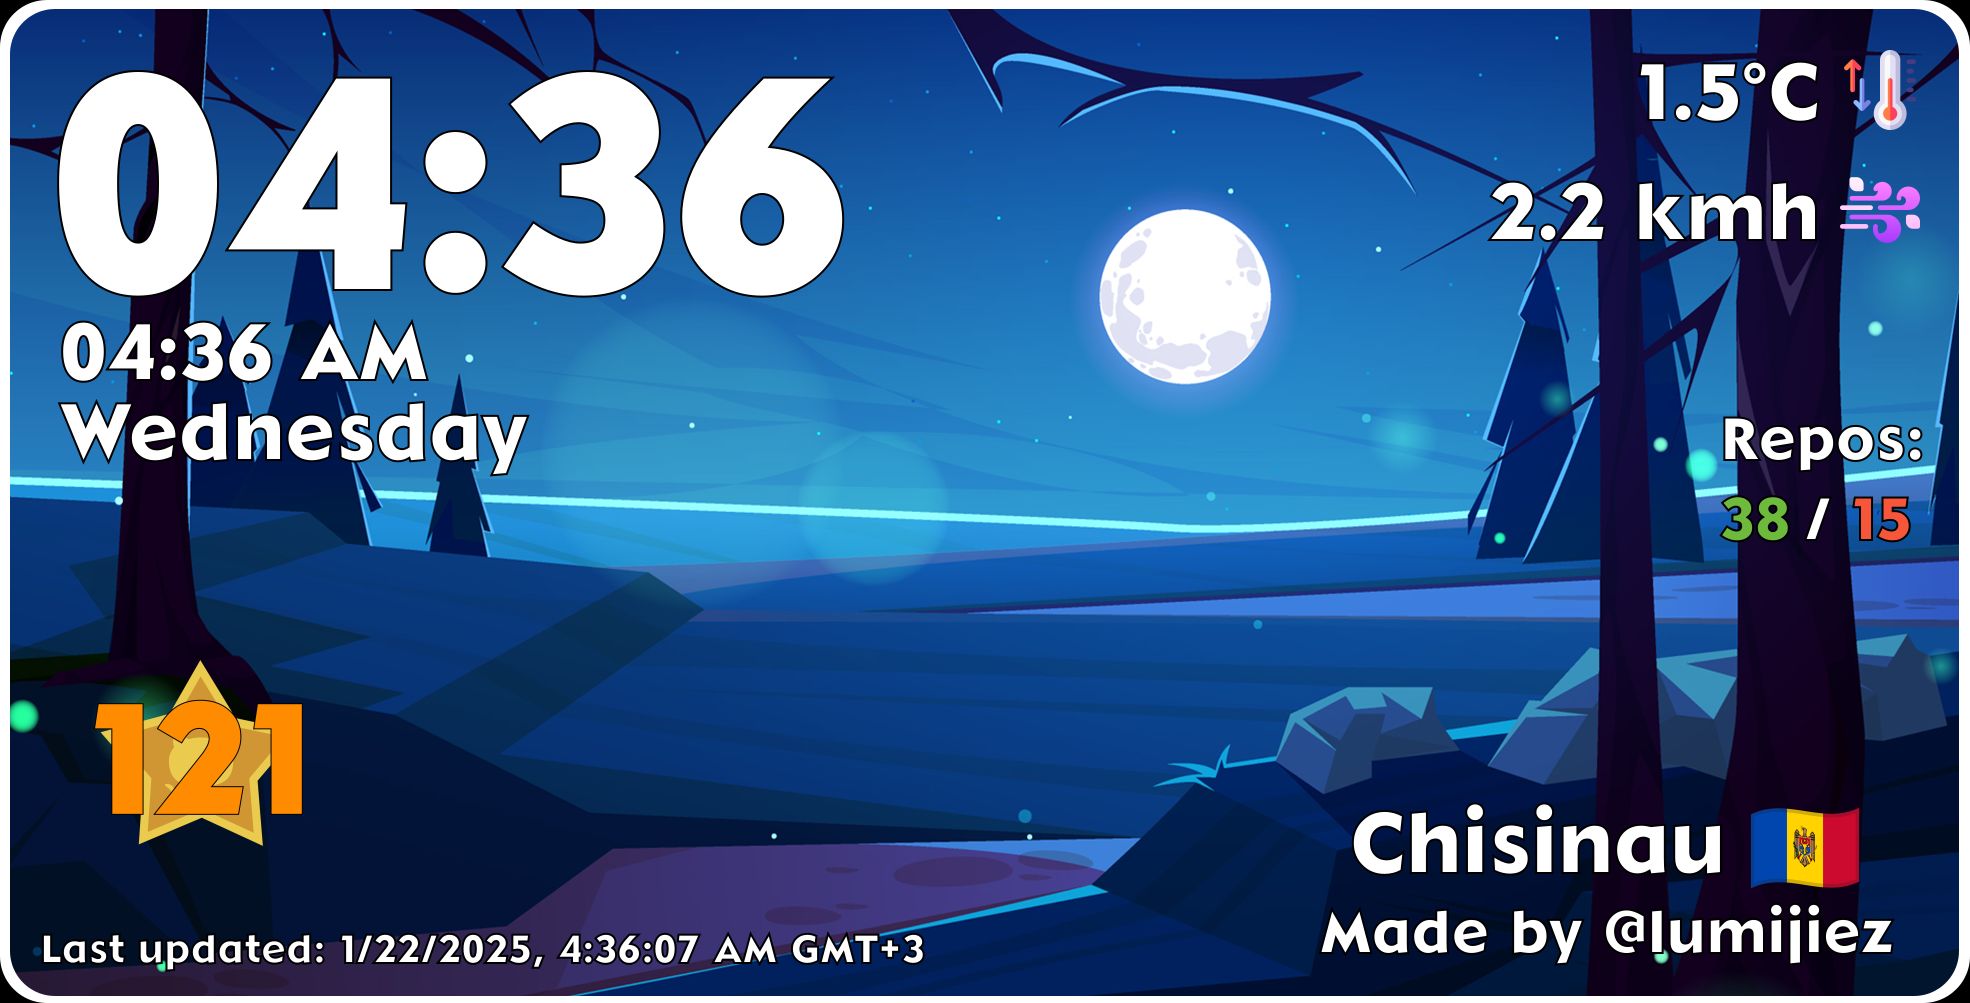 04:36
04:36 AM
Wednesday
1.5°C
2.2 kmh
Repos:
38 / 15
121
Chisinau
Made by @lumijiez
Last updated: 1/22/2025, 4:36:07 AM GMT+3